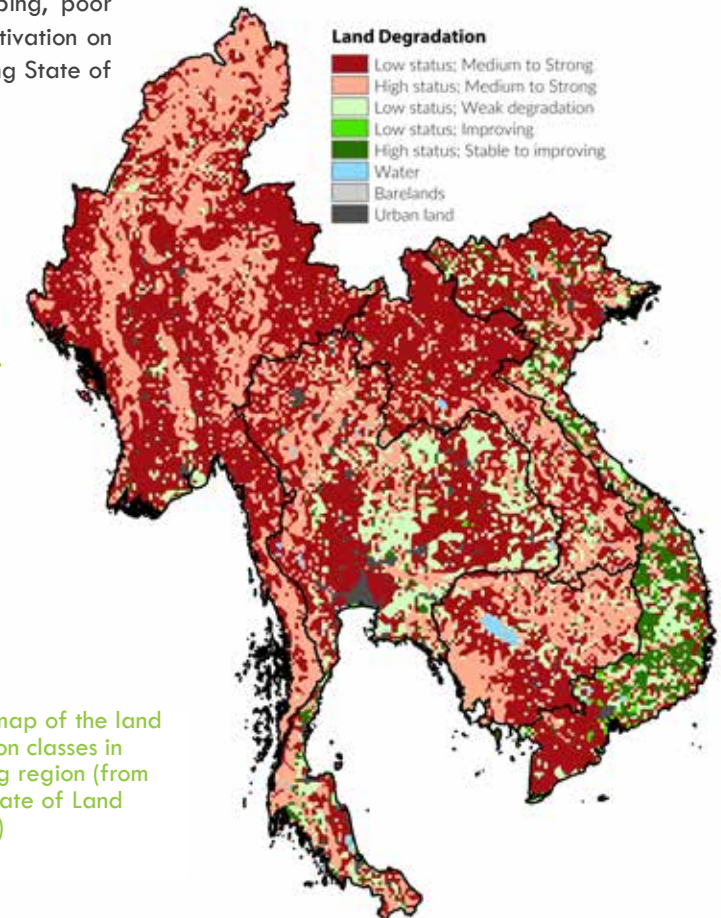 ping, poor
tivation on
ng State of
Land Degradation
Low status; Medium to Strong
High status; Medium to Strong
Low status; Weak degradation
Low status; Improving
High status; Stable to improving
Water
Barelands
Urban land
map of the land
on classes in
g region (from
ate of Land
)